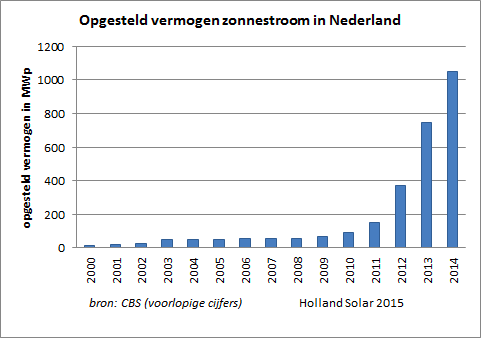 Opgesteld vermogen zonnestroom in Nederland
opgesteld vermogen in MWp
1200
1000
800
600
400
200
0
2000 2001 2002 2003 2004 2005 2006 2007 2008 2009 2010 2011 2012 2013 2014
bron: CBS (voorlopige cijfers) Holland Solar 2015